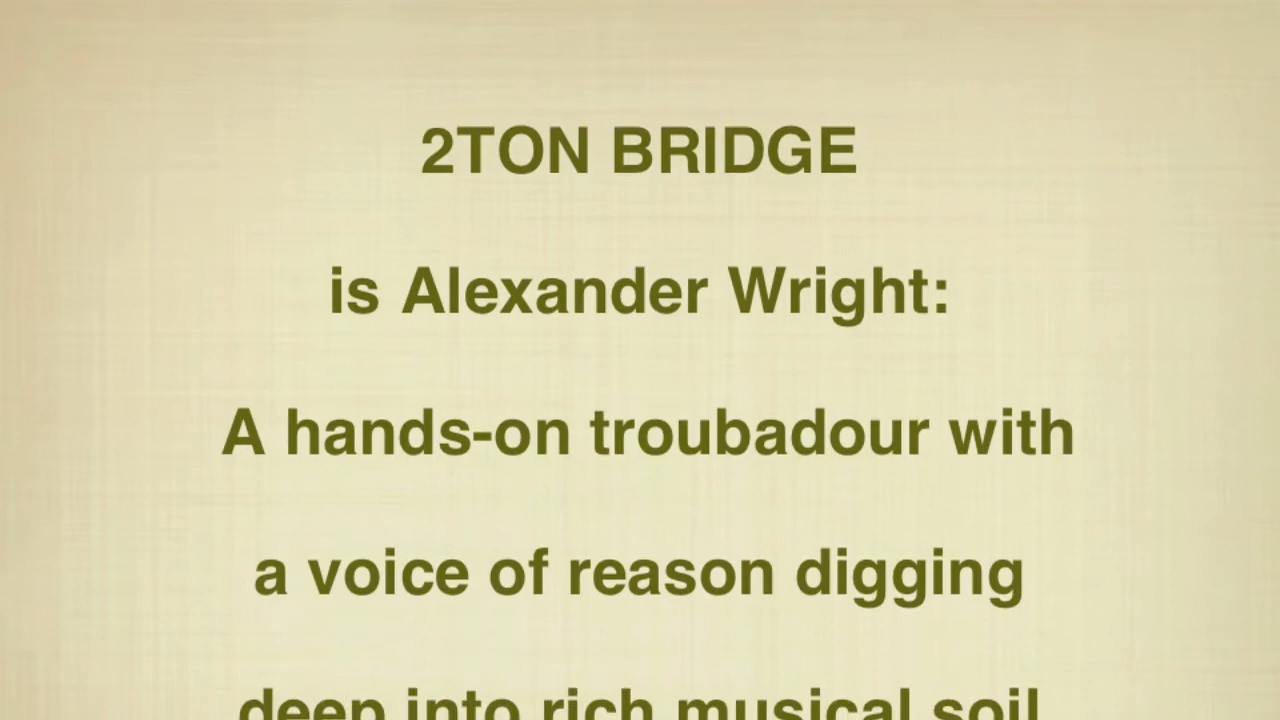 2TON BRIDGE
is Alexander Wright:
A hands-on troubadour with
a voice of reason digging
deep into rich musical soil